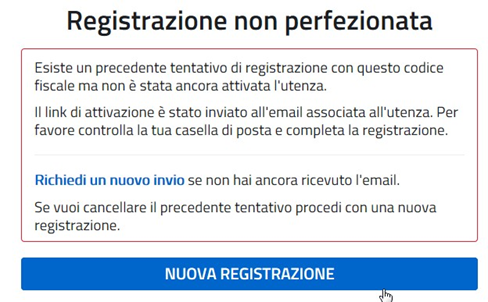 Registrazione non perfezionata
Esiste un precedente tentativo di registrazione con questo codice
fiscale ma non è stata ancora attivata l'utenza.
Il link di attivazione è stato inviato all'email associata all'utenza. Per
favore controlla la tua casella di posta e completa la registrazione.
Richiedi un nuovo invio se non hai ancora ricevuto l'email.
Se vuoi cancellare il precedente tentativo procedi con una nuova
registrazione.
NUOVA REGISTRAZIONE